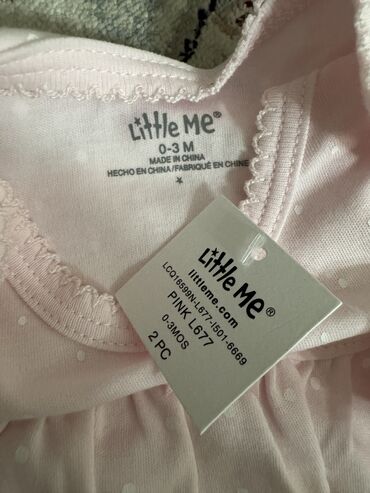 Little Me®
0-3 M
MADE IN CHINA
HECHO EN CHINA/FABRIQUÉ EN CHINE
Little Me®
littleme.com
LCQ16599N-L677-I501-6669
PINK L677
0-3MOS
2 PC